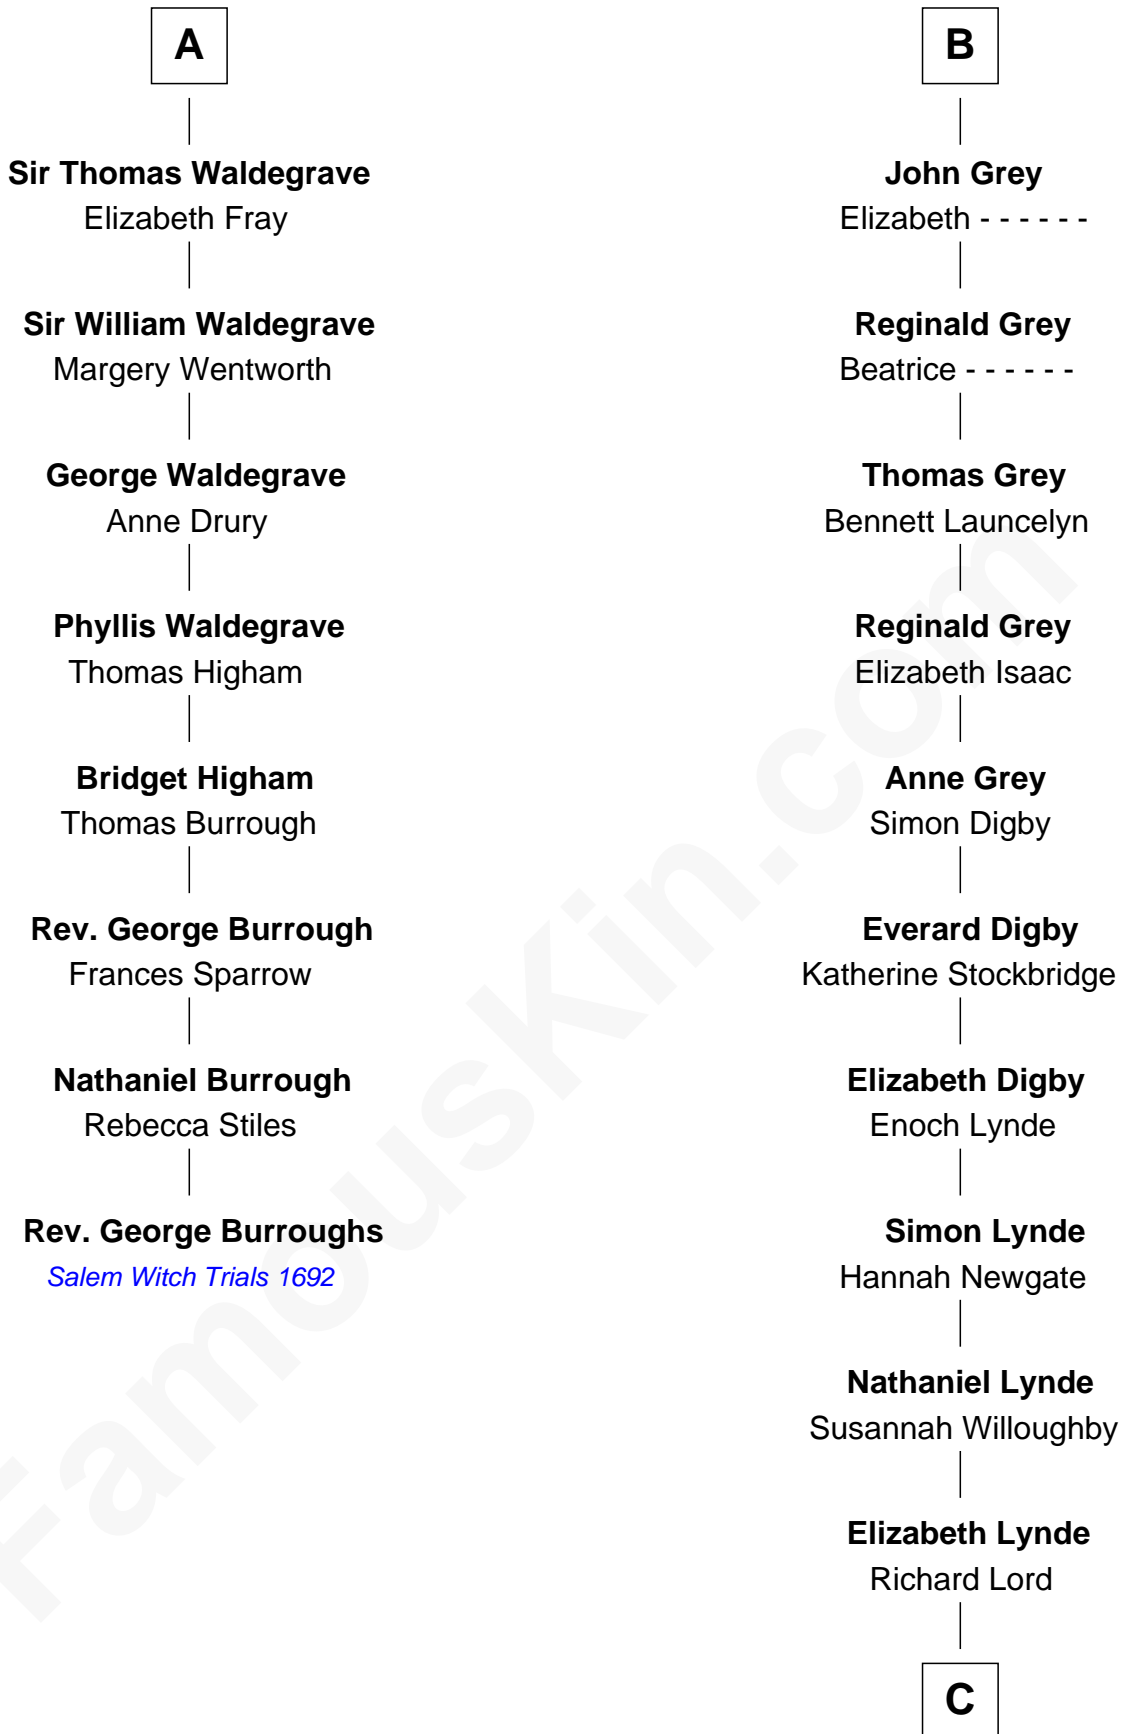 A
Sir Thomas Waldegrave
Elizabeth Fray
Sir William Waldegrave
Margery Wentworth
George Waldegrave
Anne Drury
Phyllis Waldegrave
Thomas Higham
Bridget Higham
Thomas Burrough
Rev. George Burrough
Frances Sparrow
Nathaniel Burrough
Rebecca Stiles
Rev. George Burroughs
Salem Witch Trials 1692
B
John Grey
Elizabeth - - - - - -
Reginald Grey
Beatrice - - - - - -
Thomas Grey
Bennett Launcelyn
Reginald Grey
Elizabeth Isaac
Anne Grey
Simon Digby
Everard Digby
Katherine Stockbridge
Elizabeth Digby
Enoch Lynde
Simon Lynde
Hannah Newgate
Nathaniel Lynde
Susannah Willoughby
Elizabeth Lynde
Richard Lord
C
FamousKin.com